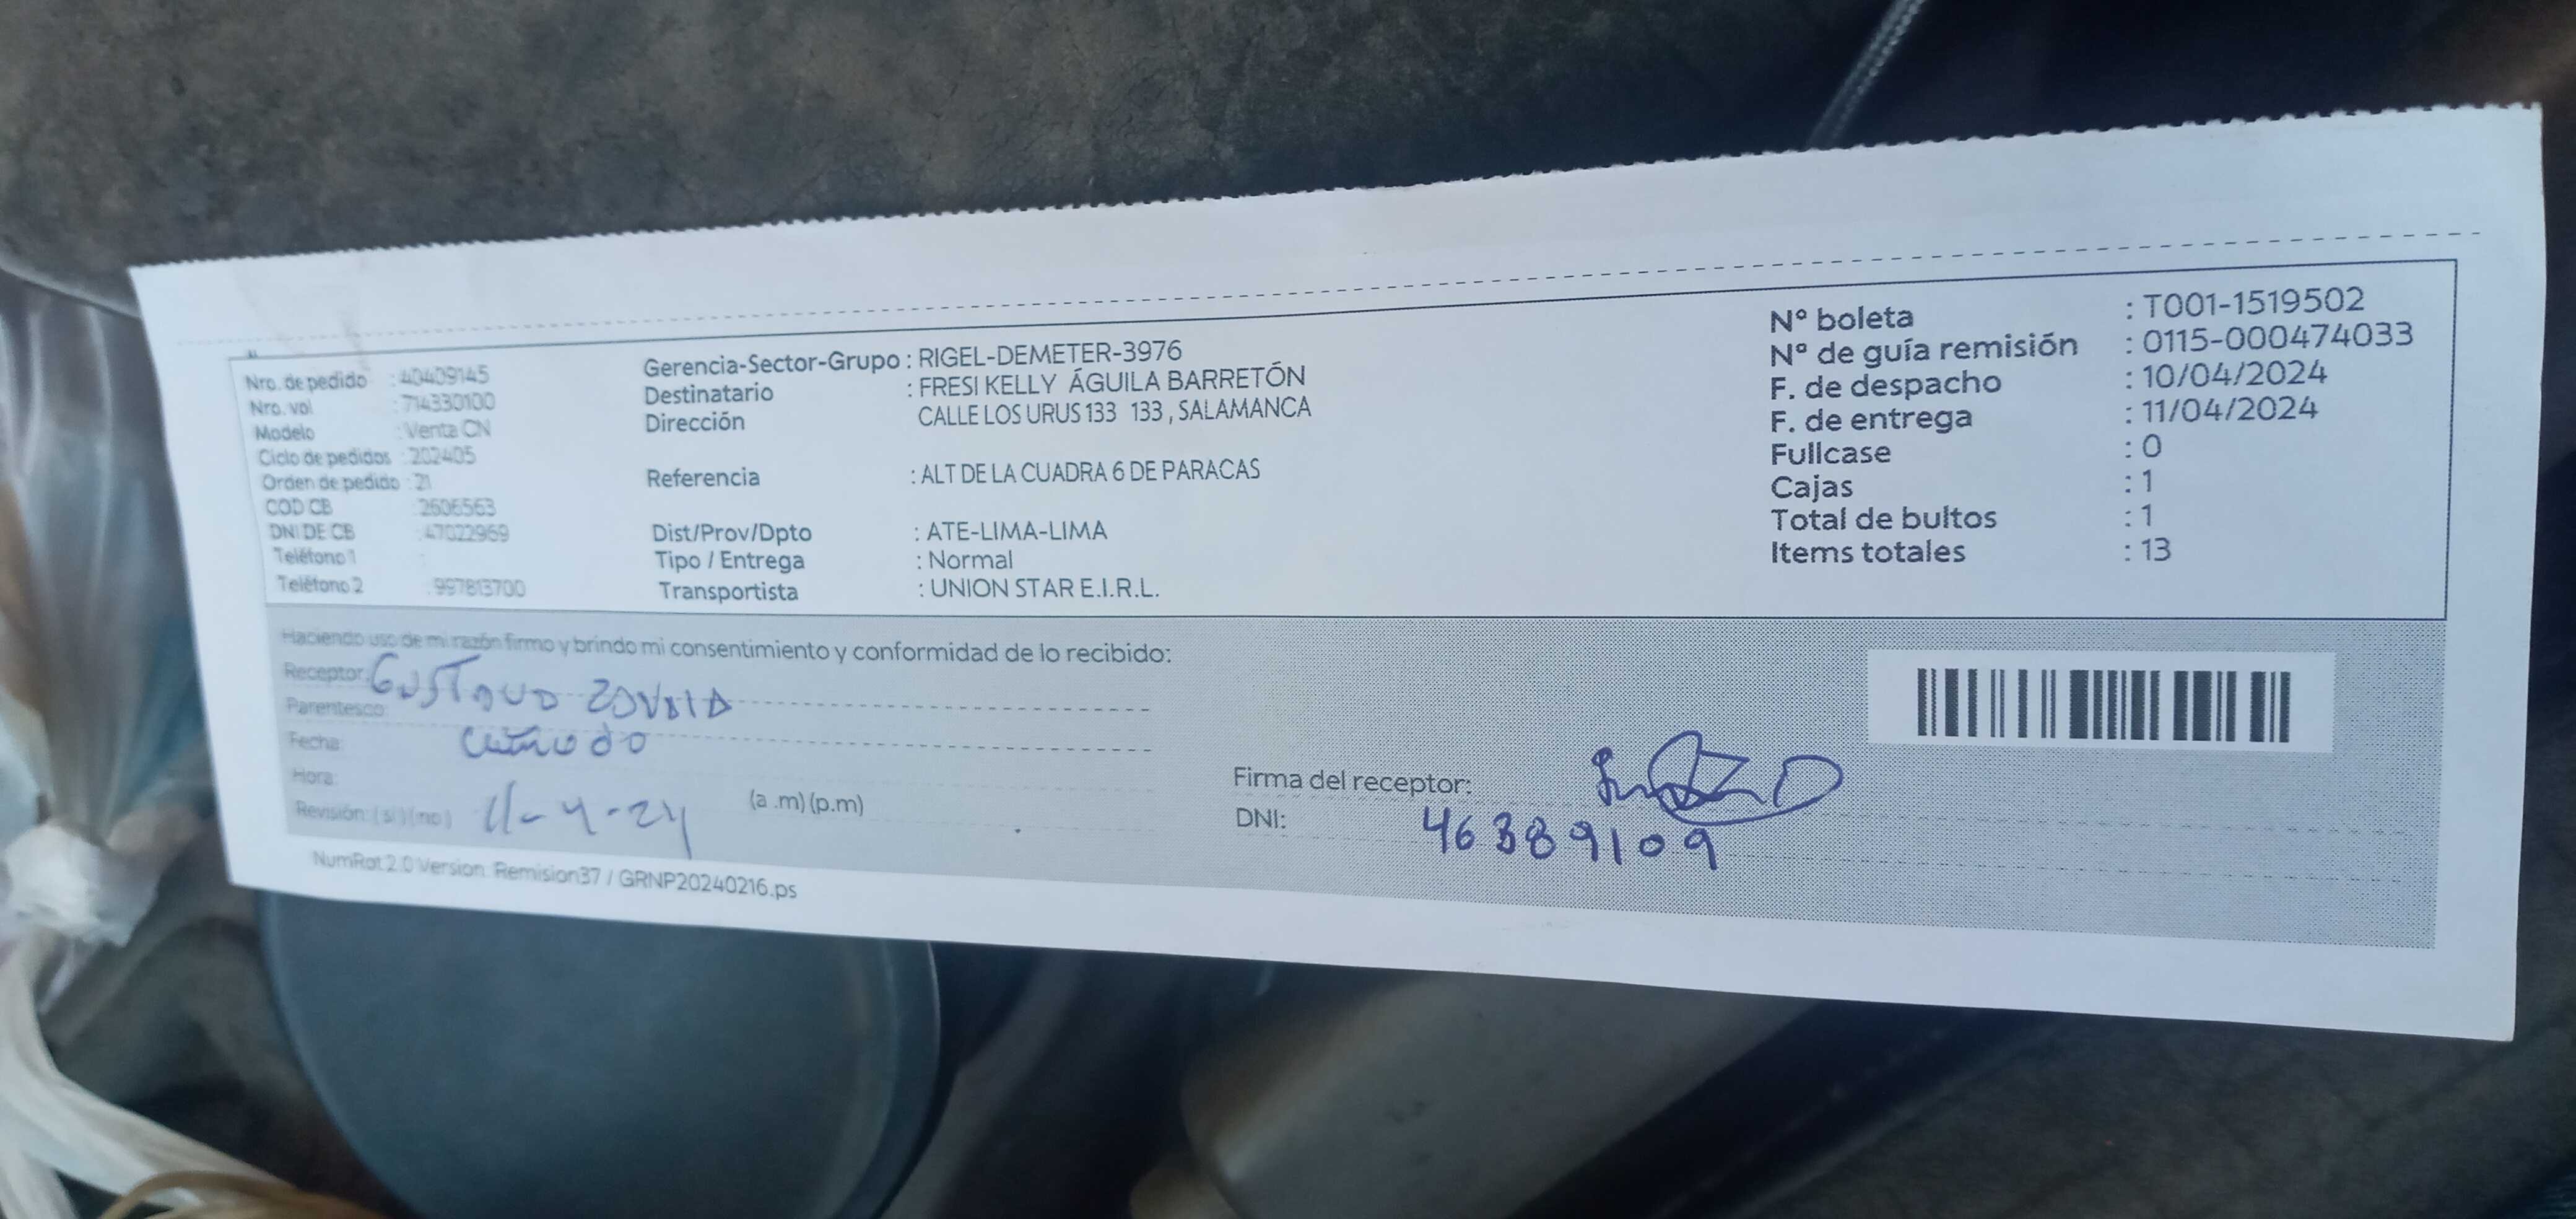 Nro. de pedido : 40409145
Nro. vol : 714330100
Modelo : Venta CN
Ciclo de pedidos : 202405
Orden de pedido : 21
COD CB : 2606563
DNI DE CB : 47022969
Teléfono 1 :
Teléfono 2 : 997813700
Gerencia-Sector-Grupo : RIGEL-DEMETER-3976
Destinatario : FRESI KELLY ÁGUILA BARRETÓN
Dirección CALLE LOS URUS 133 133 , SALAMANCA
Referencia : ALT DE LA CUADRA 6 DE PARACAS
Dist/Prov/Dpto : ATE-LIMA-LIMA
Tipo / Entrega : Normal
Transportista : UNION STAR E.I.R.L.
Nº boleta : T001-1519502
Nº de guía remisión : 0115-000474033
F. de despacho : 10/04/2024
F. de entrega : 11/04/2024
Fullcase : 0
Cajas : 1
Total de bultos : 1
Items totales : 13
Haciendo uso de mi razón firmo y brindo mi consentimiento y conformidad de lo recibido:
Receptor: GUSTAVO
Parentesco:
Fecha: Cuñado
Hora: (a .m) (p.m)
Revisión: (si) (no) 11-4-24
Firma del receptor:
DNI: 46389109
NumRot 2.0 Version: Remision37 / GRNP20240216.ps